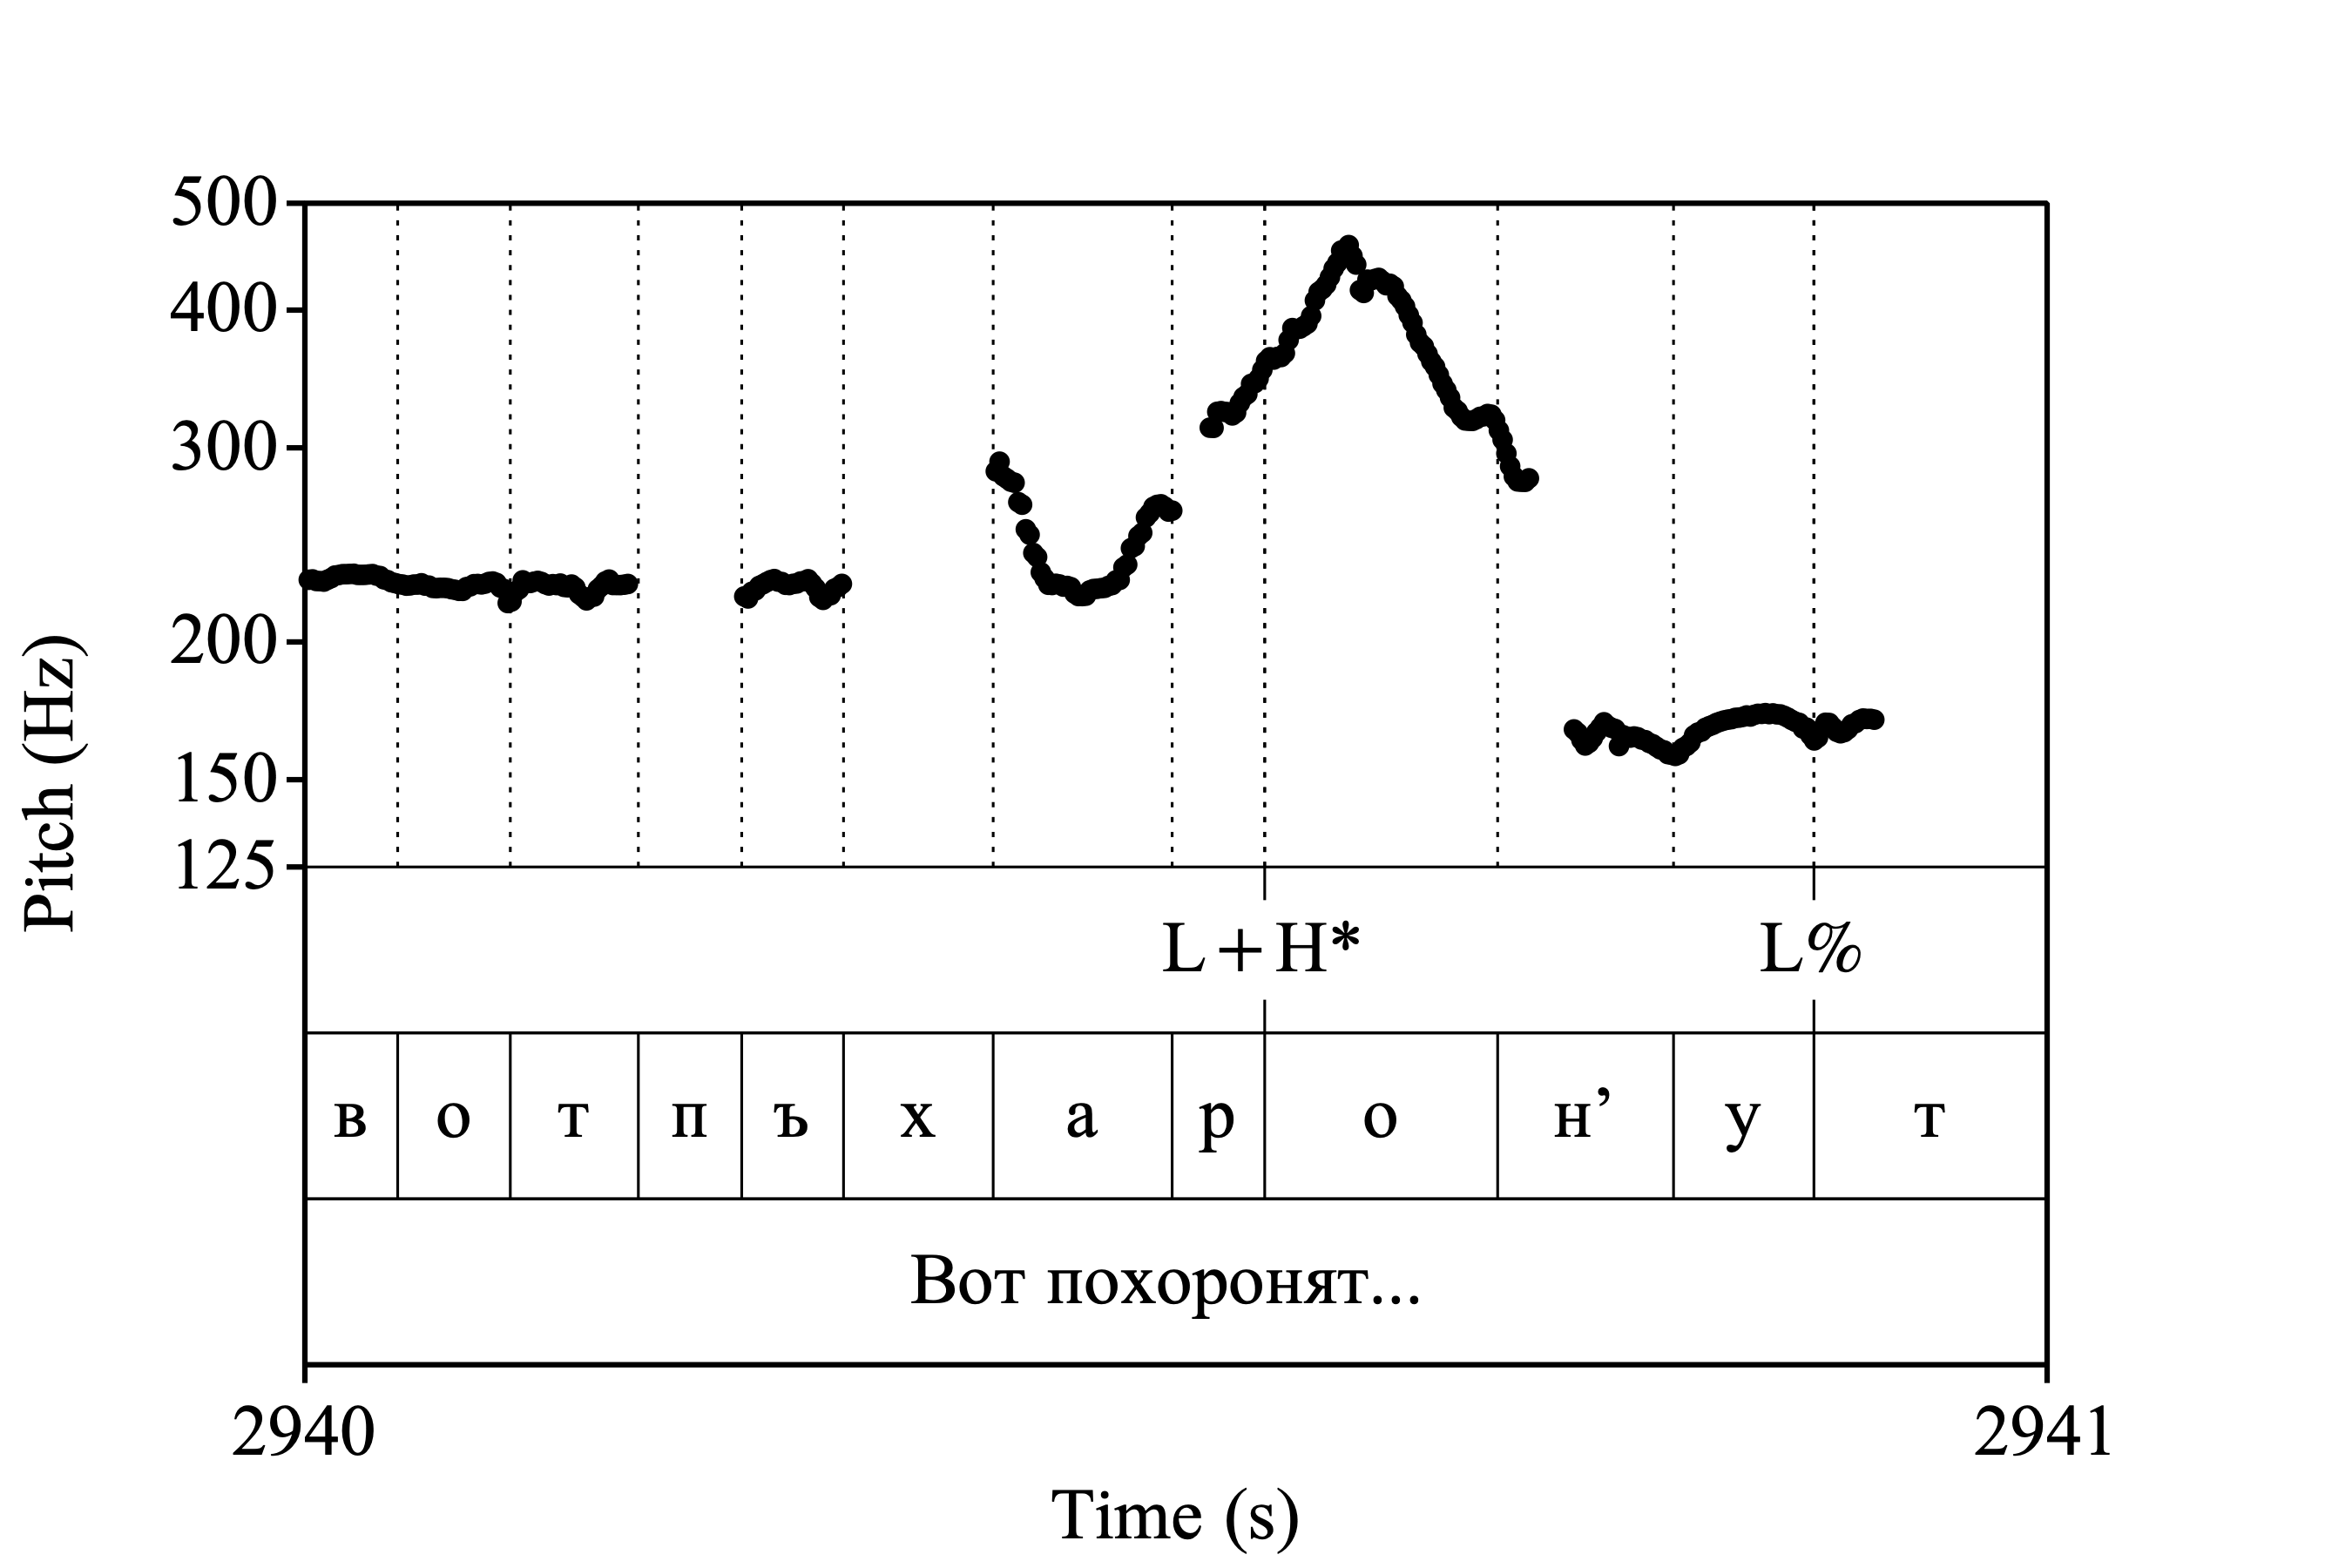 500
400
300
200
150
125
Pitch (Hz)
L+H* L%
в о т п ъ х а р о н’ у т
Вот похоронят...
2940 2941
Time (s)